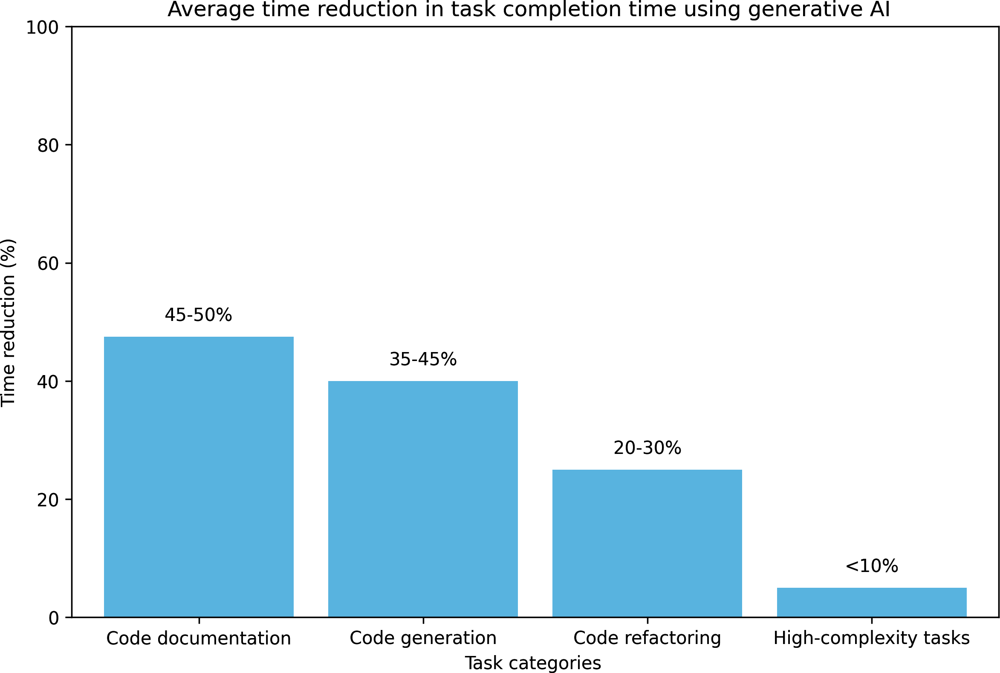 Average time reduction in task completion time using generative AI
100
80
60
40
20
0
Time reduction (%)
45-50%
35-45%
20-30%
<10%
Code documentation
Code generation
Code refactoring
High-complexity tasks
Task categories